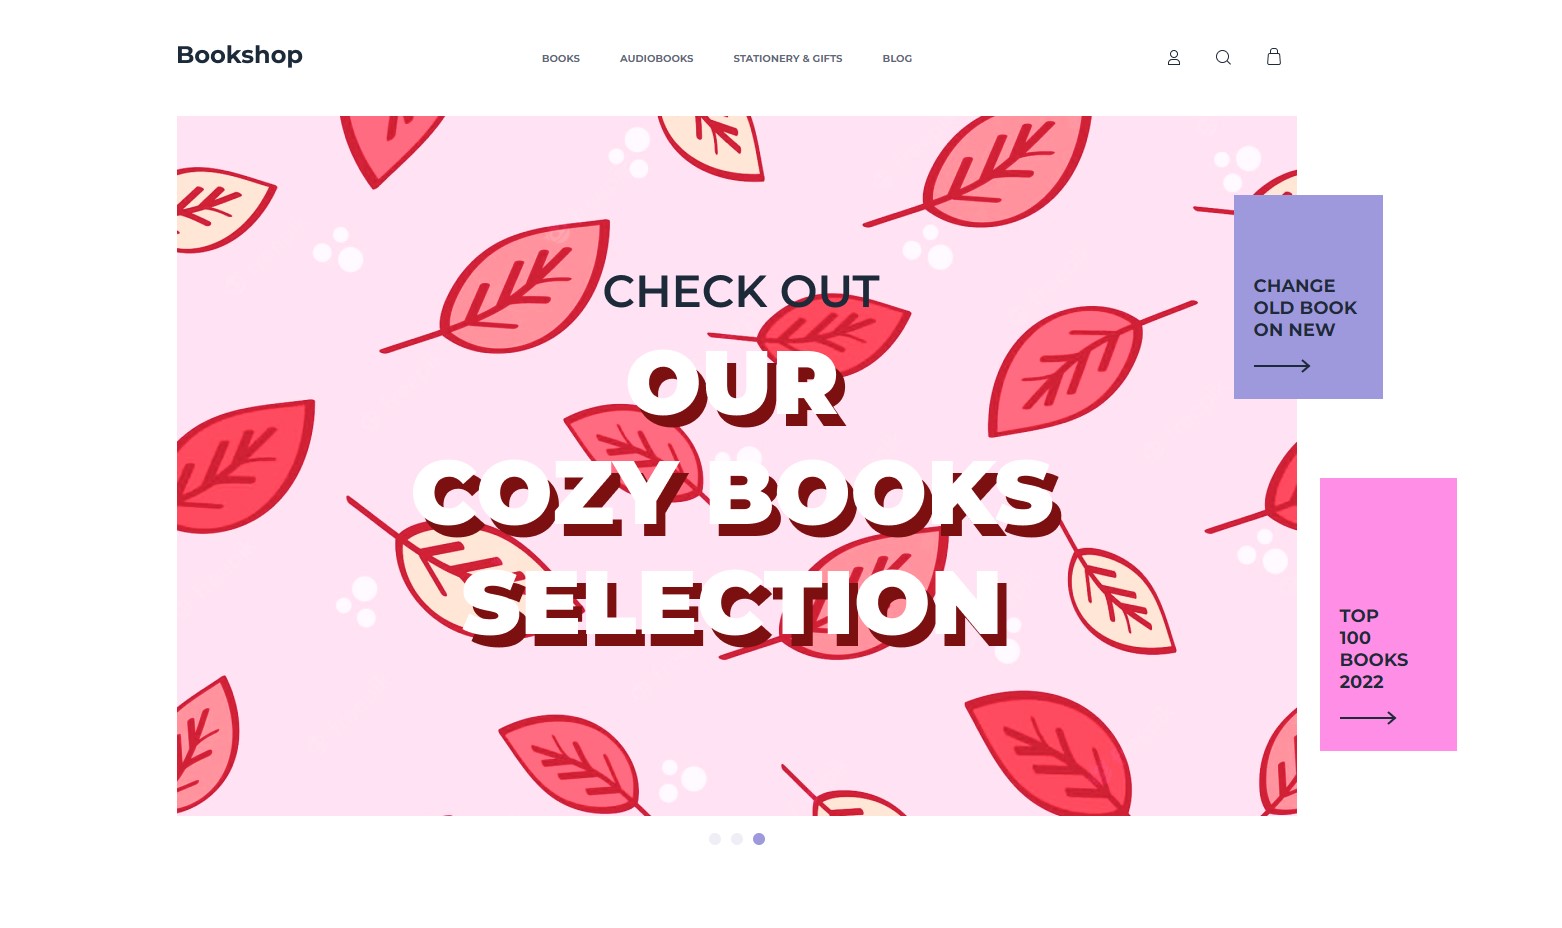 Bookshop
BOOKS
AUDIOBOOKS
STATIONERY & GIFTS
BLOG
CHECK OUT
OUR
COZY BOOKS
SELECTION
CHANGE
OLD BOOK
ON NEW
TOP
100
BOOKS
2022